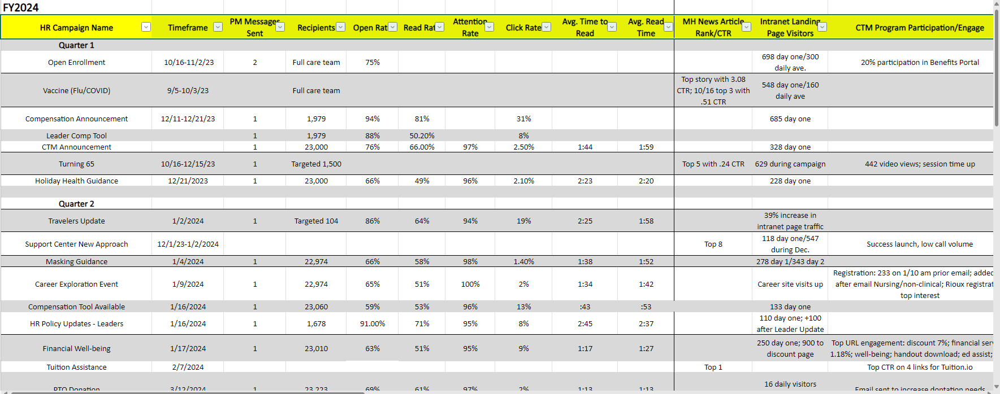 FY2024
HR Campaign Name Timeframe PM Messages Sent Recipients Open Rat Read Rat Attention Rate Click Rate Avg. Time to Read Avg. Read Time MH News Article Rank/CTR Intranet Landing Page Visitors CTM Program Participation/Engage
Quarter 1
Open Enrollment 10/16-11/2/23 2 Full care team 75% 698 day one/300 daily ave. 20% participation in Benefits Portal
Vaccine (Flu/COVID) 9/5-10/3/23 Full care team Top story with 3.08 CTR; 10/16 top 3 with .51 CTR 548 day one/160 daily ave
Compensation Announcement 12/11-12/21/23 1 1,979 94% 81% 31% 685 day one
Leader Comp Tool 1 1,979 88% 50.20% 8%
CTM Announcement 1 23,000 76% 66.00% 97% 2.50% 1:44 1:59 328 day one
Turning 65 10/16-12/15/23 1 Targeted 1,500 Top 5 with .24 CTR 629 during campaign 442 video views; session time up
Holiday Health Guidance 12/21/2023 1 23,000 66% 49% 96% 2.10% 2:23 2:20 228 day one
Quarter 2
Travelers Update 1/2/2024 1 Targeted 104 86% 64% 94% 19% 2:25 1:58 39% increase in intranet page traffic
Support Center New Approach 12/1/23-1/2/2024 Top 8 118 day one/547 during Dec. Success launch, low call volume
Masking Guidance 1/4/2024 1 22,974 66% 58% 98% 1.40% 1:38 1:52 278 day 1/343 day 2
Career Exploration Event 1/9/2024 1 22,974 65% 51% 100% 2% 1:34 1:42 Career site visits up Registration: 233 on 1/10 am prior email; added after email Nursing/non-clinical; Rioux registrat top interest
Compensation Tool Available 1/16/2024 1 23,060 59% 53% 96% 13% :43 :53 133 day one
HR Policy Updates - Leaders 1/16/2024 1 1,678 91.00% 71% 95% 8% 2:45 2:37 110 day one; +100 after Leader Update
Financial Well-being 1/17/2024 1 23,010 63% 51% 95% 9% 1:17 1:27 250 day one; 900 to discount page Top URL engagement: discount 7%; financial ser 1.18%; well-being; handout download; ed assist;
Tuition Assistance 2/7/2024 Top 1 Top CTR on 4 links for Tuition.io
PTO Donation 3/12/2024 1 23,223 69% 61% 97% 2% 1:13 1:13 16 daily visitors Email sent to increase dontation needs